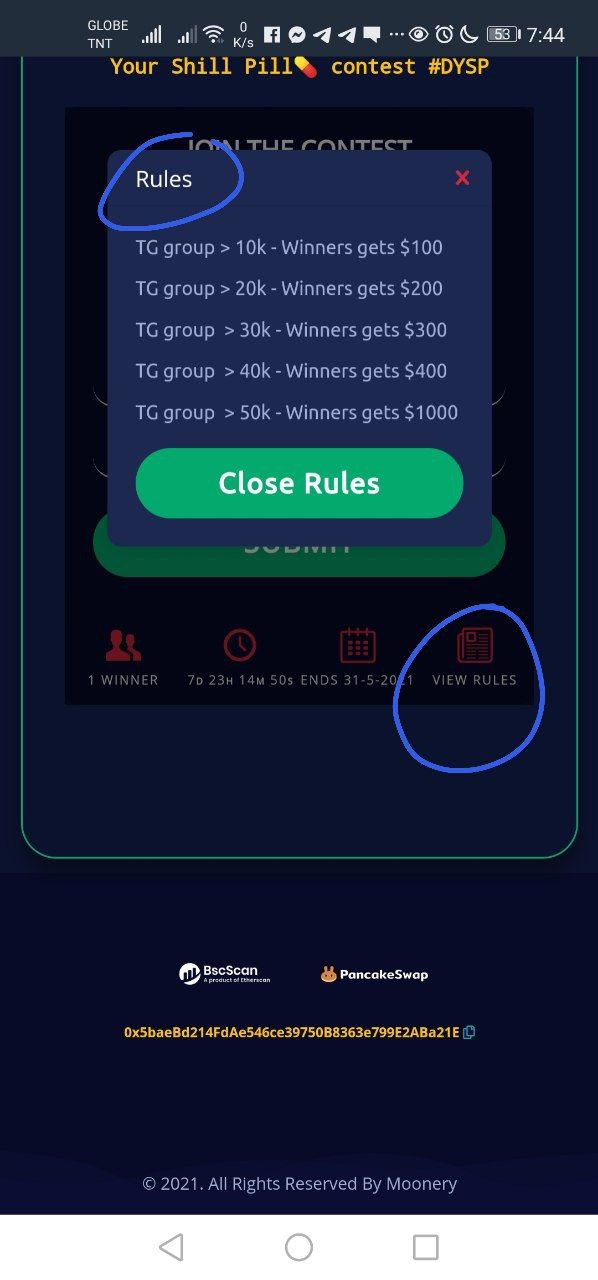 GLOBE
TNT
0
K/s
53
7:44
Your Shill Pill💊 contest #DYSP
JOIN THE CONTEST
Rules
TG group > 10k - Winners gets $100
TG group > 20k - Winners gets $200
TG group > 30k - Winners gets $300
TG group > 40k - Winners gets $400
TG group > 50k - Winners gets $1000
Close Rules
SUBMIT
1 WINNER
7D 23H 14M 50S
ENDS 31-5-2021
VIEW RULES
BscScan
A product of Etherscan
PancakeSwap
0x5baeBd214FdAe546ce39750B8363e799E2ABa21E
© 2021. All Rights Reserved By Moonery